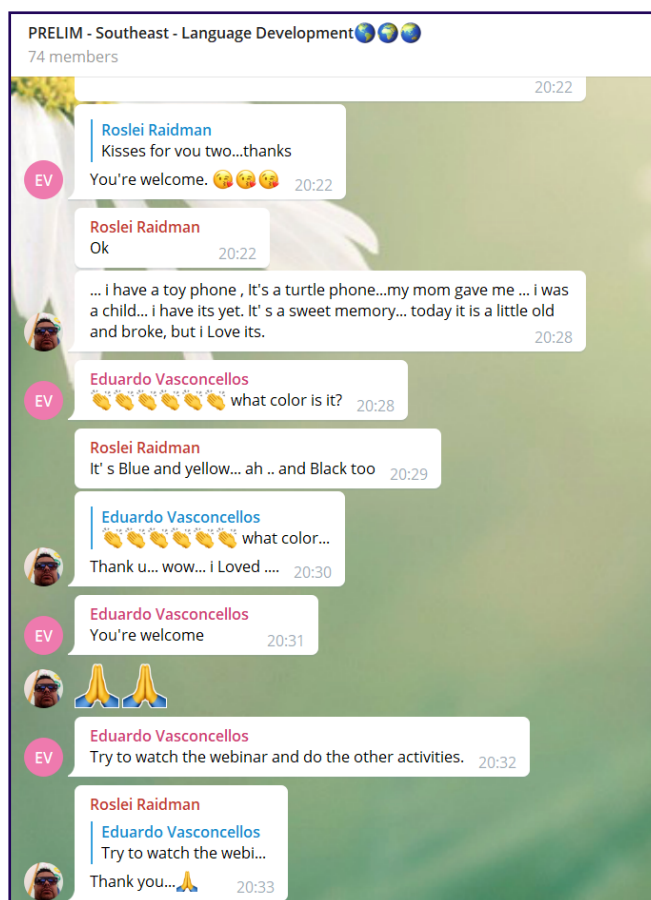 PRELIM - Southeast - Language Development🌎🌍🌏
74 members
20:22
Roslei Raidman
Kisses for vou two...thanks
EV
You're welcome. 😘😘😘 20:22
Roslei Raidman
Ok 20:22
... i have a toy phone , It's a turtle phone...my mom gave me ... i was
a child... i have its yet. It' s a sweet memory... today it is a little old
and broke, but i Love its. 20:28
Eduardo Vasconcellos
EV
👏👏👏👏👏👏 what color is it? 20:28
Roslei Raidman
It' s Blue and yellow... ah .. and Black too 20:29
Eduardo Vasconcellos
👏👏👏👏👏👏 what color...
Thank u... wow... i Loved .... 20:30
Eduardo Vasconcellos
EV
You're welcome 20:31
🙏🙏
Eduardo Vasconcellos
EV
Try to watch the webinar and do the other activities. 20:32
Roslei Raidman
Eduardo Vasconcellos
Try to watch the webi...
Thank you...🙏 20:33